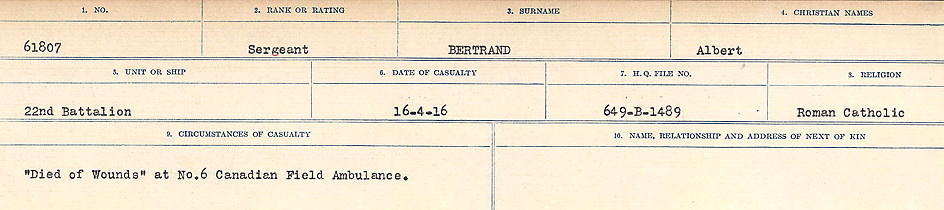 1. NO. 2. RANK OR RATING 3. SURNAME 4. CHRISTIAN NAMES
61807 Sergeant BERTRAND Albert
5. UNIT OR SHIP 6. DATE OF CASUALTY 7. H.Q. FILE NO. 8. RELIGION
22nd Battalion 16-4-16 649-B-1489 Roman Catholic
9. CIRCUMSTANCES OF CASUALTY 10. NAME, RELATIONSHIP AND ADDRESS OF NEXT OF KIN
"Died of Wounds" at No.6 Canadian Field Ambulance.